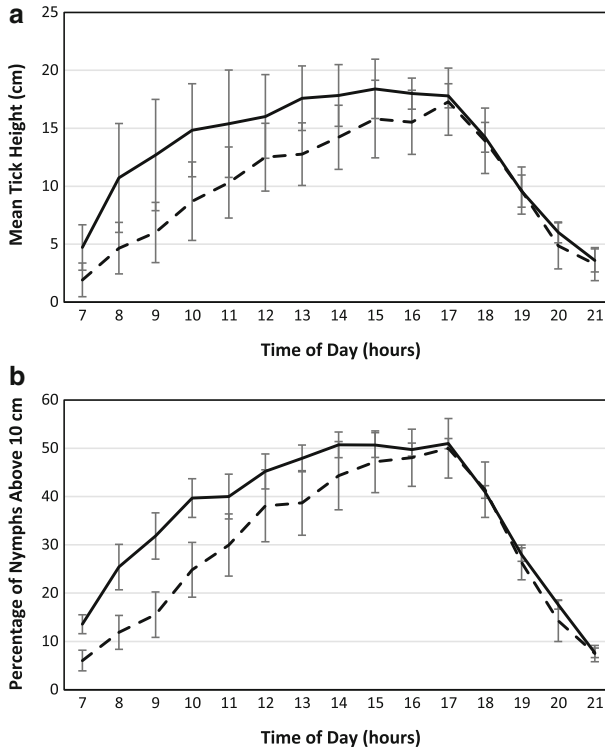 a
25
20
15
10
5
0
Mean Tick Height (cm)
7 8 9 10 11 12 13 14 15 16 17 18 19 20 21
Time of Day (hours)
b
60
50
40
30
20
10
0
Percentage of Nymphs Above 10 cm
7 8 9 10 11 12 13 14 15 16 17 18 19 20 21
Time of Day (hours)